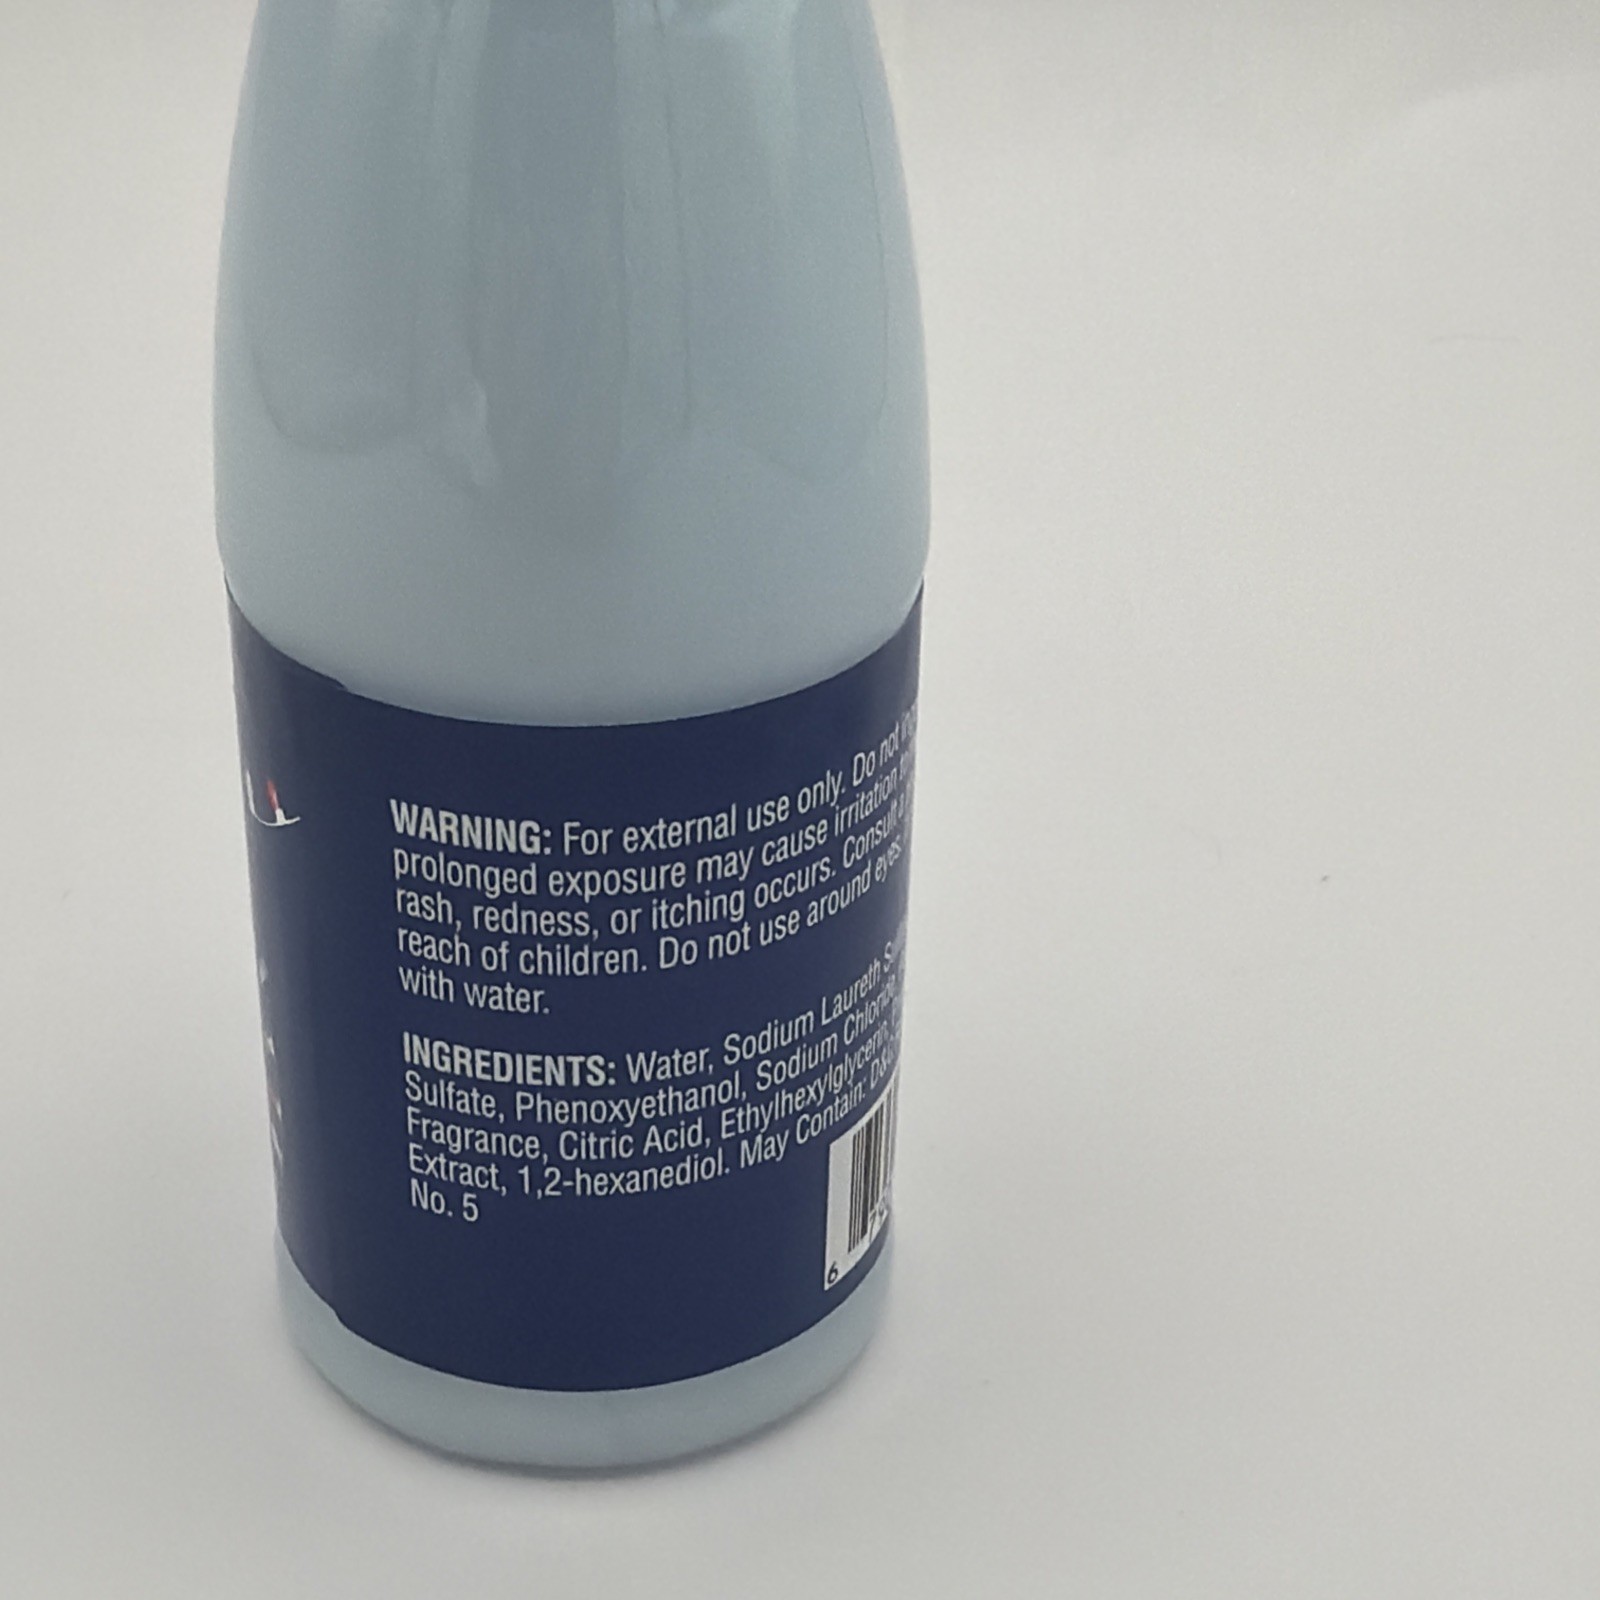 WARNING: For external use only. Do not
prolonged exposure may cause irritation
rash, redness, or itching occurs. Consult a
reach of children. Do not use around eyes.
with water.
INGREDIENTS: Water, Sodium Laureth
Sulfate, Phenoxyethanol, Sodium Chloride,
Fragrance, Citric Acid, Ethylhexylglycerin,
Extract, 1,2-hexanediol. May Contain:
No. 5
6